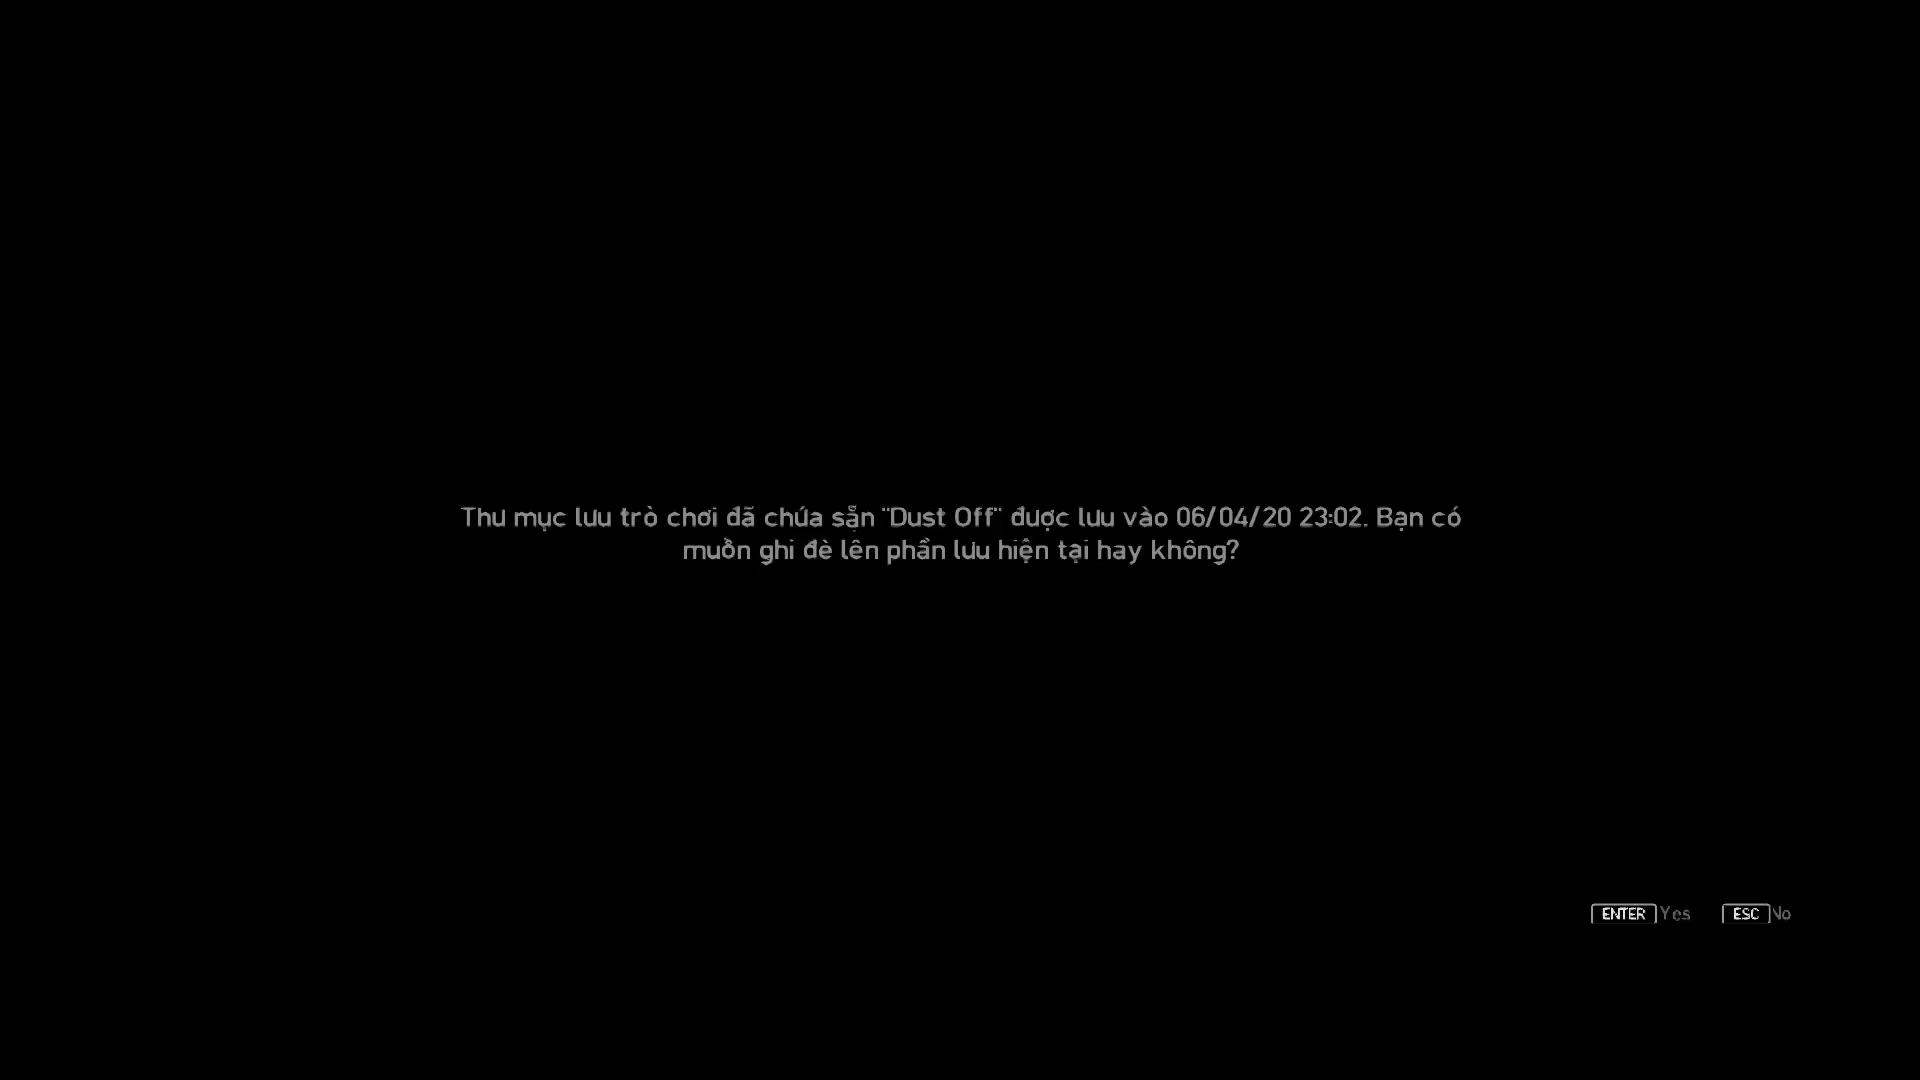 Thư mục lưu trò chơi đã chứa sẵn "Dust Off" được lưu vào 06/04/20 23:02. Bạn có
muồn ghi đè lên phần lưu hiện tại hay không?
ENTER Yes ESC No